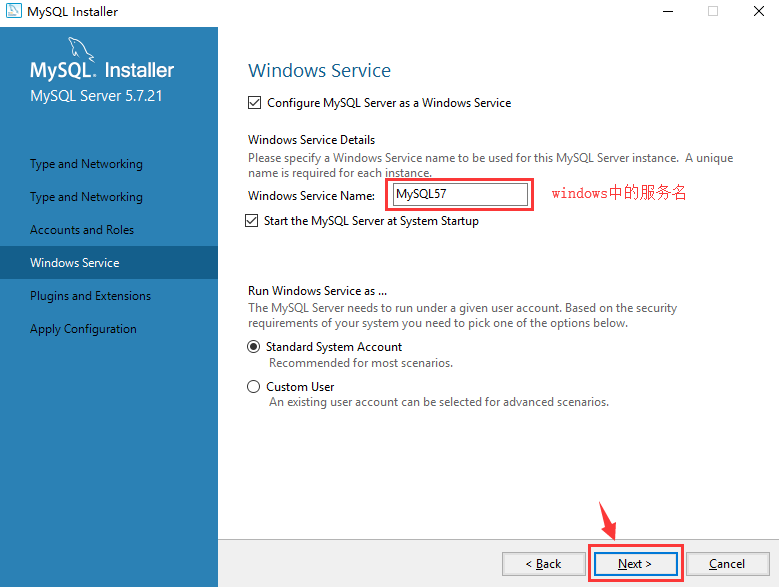 MySQL Installer
MySQL. Installer
MySQL Server 5.7.21
Type and Networking
Type and Networking
Accounts and Roles
Windows Service
Plugins and Extensions
Apply Configuration
Windows Service
Configure MySQL Server as a Windows Service
Windows Service Details
Please specify a Windows Service name to be used for this MySQL Server instance. A unique
name is required for each instance.
Windows Service Name: MySQL57 windows中的服务名
Start the MySQL Server at System Startup
Run Windows Service as ...
The MySQL Server needs to run under a given user account. Based on the security
requirements of your system you need to pick one of the options below.
Standard System Account
Recommended for most scenarios.
Custom User
An existing user account can be selected for advanced scenarios.
< Back Next > Cancel